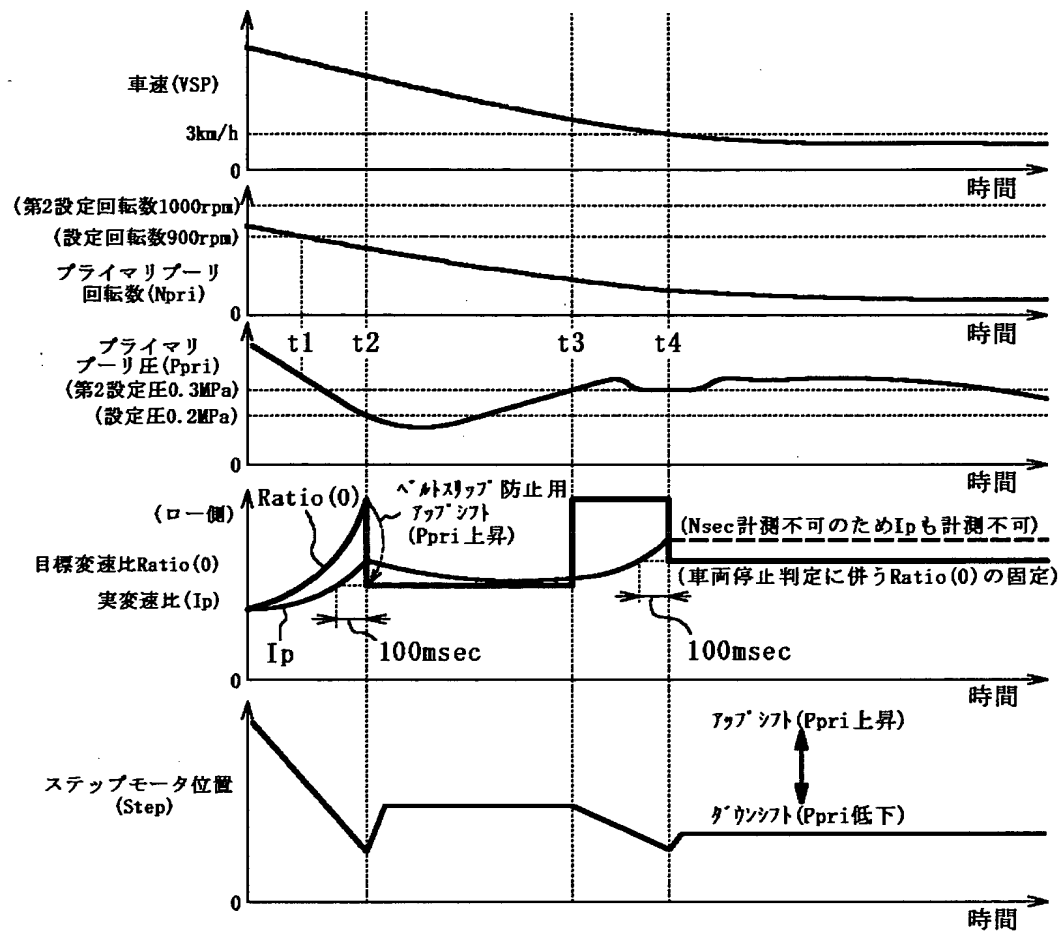 車速(VSP)
3km/h
0
時間
(第2設定回転数1000rpm)
(設定回転数900rpm)
プライマリプーリ
回転数(Npri)
0
時間
t1
t2
t3
t4
プライマリ
プーリ圧(Ppri)
(第2設定圧0.3MPa)
(設定圧0.2MPa)
0
時間
(ロー側)
Ratio(0)
ベルトスリップ防止用
アップシフト
(Ppri上昇)
(Nsec計測不可のためIpも計測不可)
目標変速比Ratio(0)
(車両停止判定に併うRatio(0)の固定)
実変速比(Ip)
Ip
100msec
100msec
0
時間
アップシフト(Ppri上昇)
ステップモータ位置
(Step)
ダウンシフト(Ppri低下)
0
時間